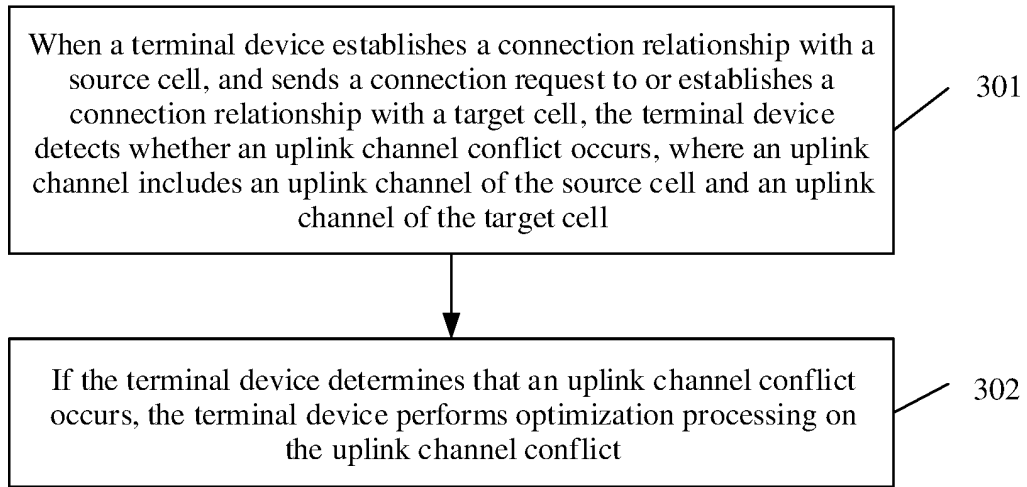 When a terminal device establishes a connection relationship with a
source cell, and sends a connection request to or establishes a
connection relationship with a target cell, the terminal device
detects whether an uplink channel conflict occurs, where an uplink
channel includes an uplink channel of the source cell and an uplink
channel of the target cell
301
If the terminal device determines that an uplink channel conflict
occurs, the terminal device performs optimization processing on
the uplink channel conflict
302